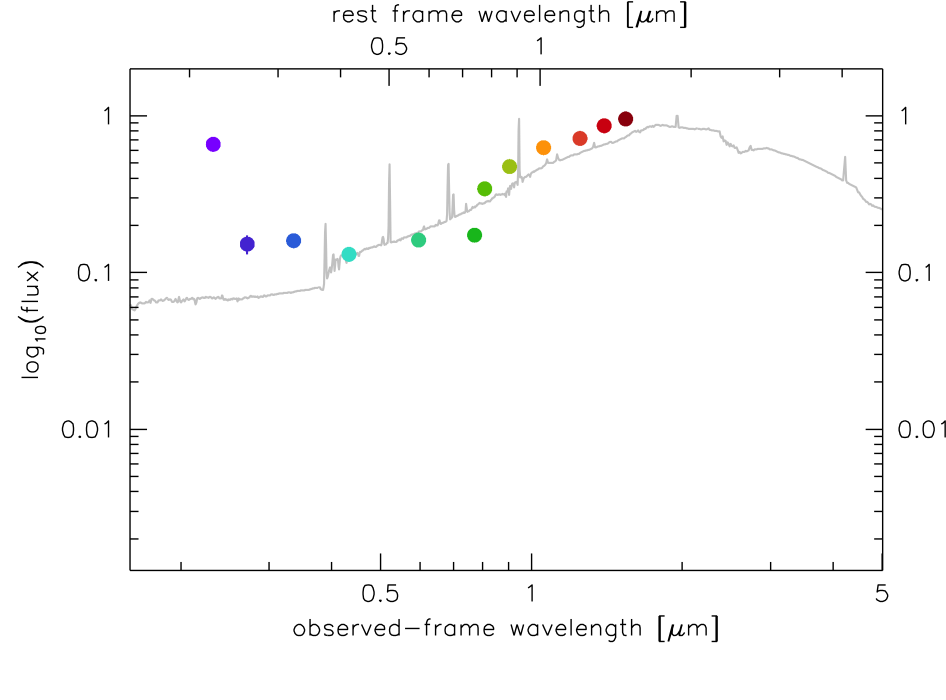 rest frame wavelength [μm]
0.5 1
1 1
0.1 0.1
0.01 0.01
log10(flux)
0.5 1 5
observed-frame wavelength [μm]